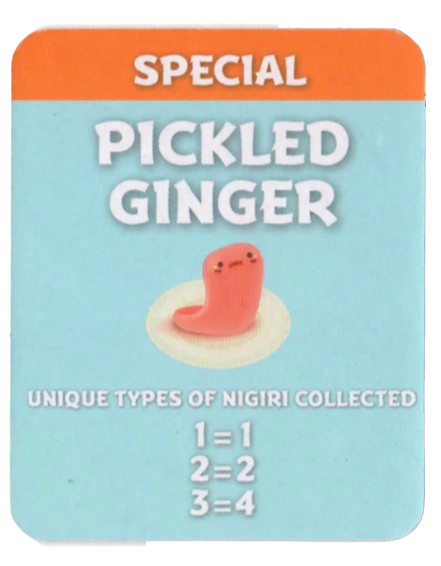 SPECIAL
PICKLED
GINGER
UNIQUE TYPES OF NIGIRI COLLECTED
1=1
2=2
3=4